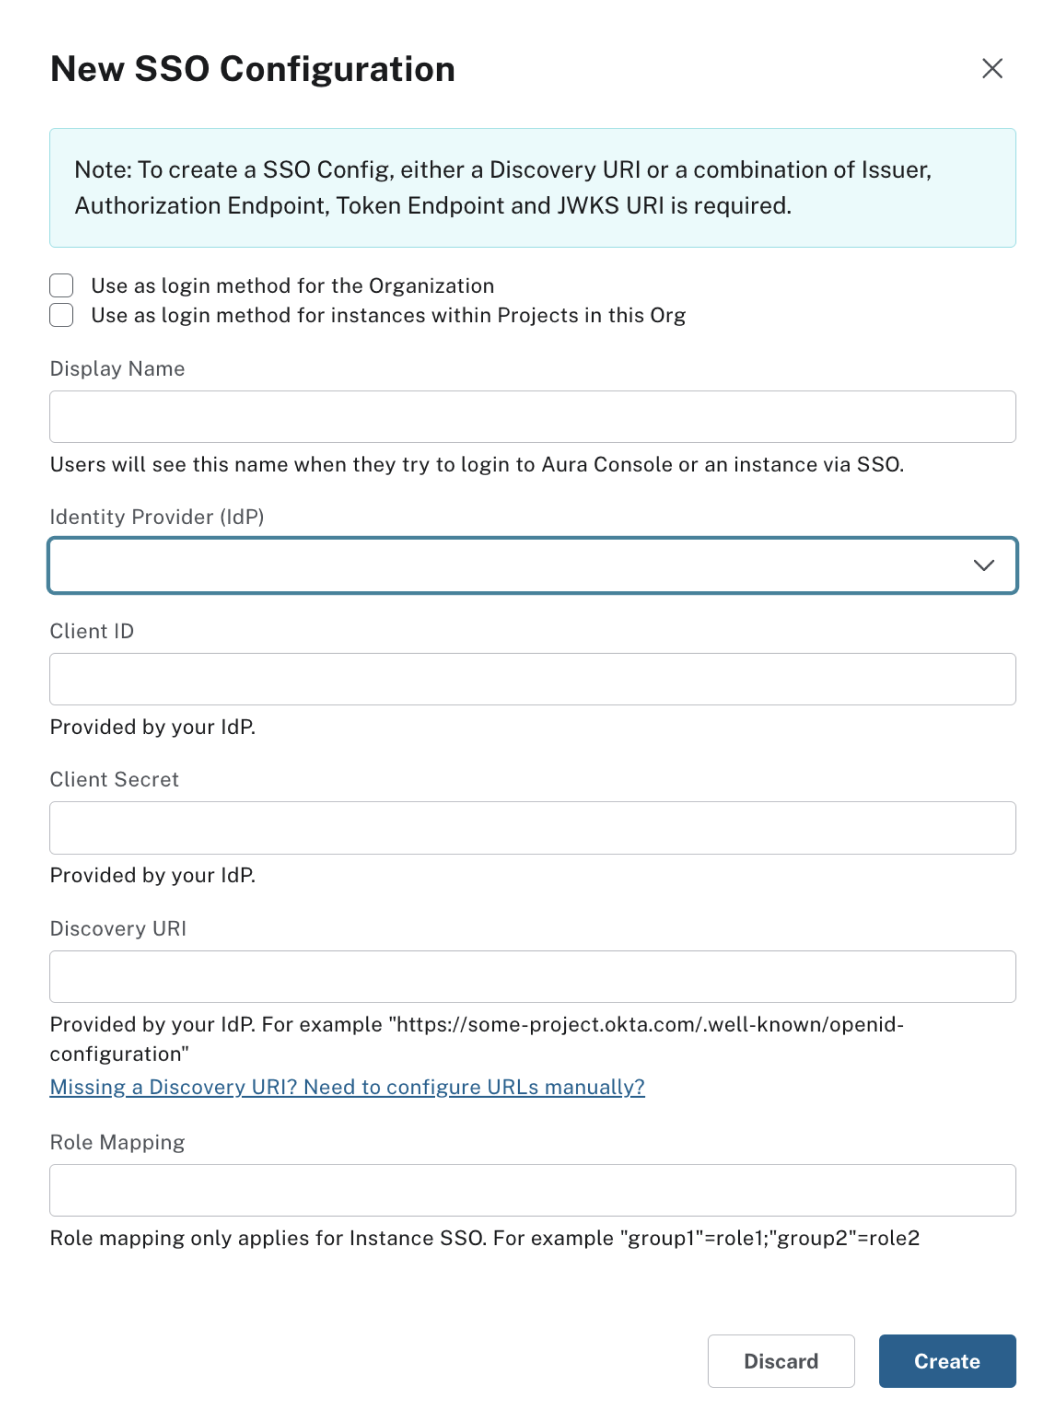 New SSO Configuration
Note: To create a SSO Config, either a Discovery URI or a combination of Issuer,
Authorization Endpoint, Token Endpoint and JWKS URI is required.
Use as login method for the Organization
Use as login method for instances within Projects in this Org
Display Name
Users will see this name when they try to login to Aura Console or an instance via SSO.
Identity Provider (IdP)
Client ID
Provided by your IdP.
Client Secret
Provided by your IdP.
Discovery URI
Provided by your IdP. For example "https://some-project.okta.com/.well-known/openid-
configuration"
Missing a Discovery URI? Need to configure URLs manually?
Role Mapping
Role mapping only applies for Instance SSO. For example "group1"=role1;"group2"=role2
Discard
Create